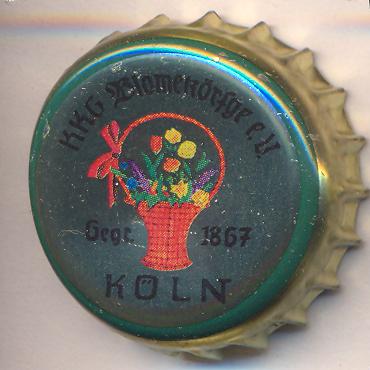 KKG Blomekörfge e.V.
Gegr. 1867
KÖLN